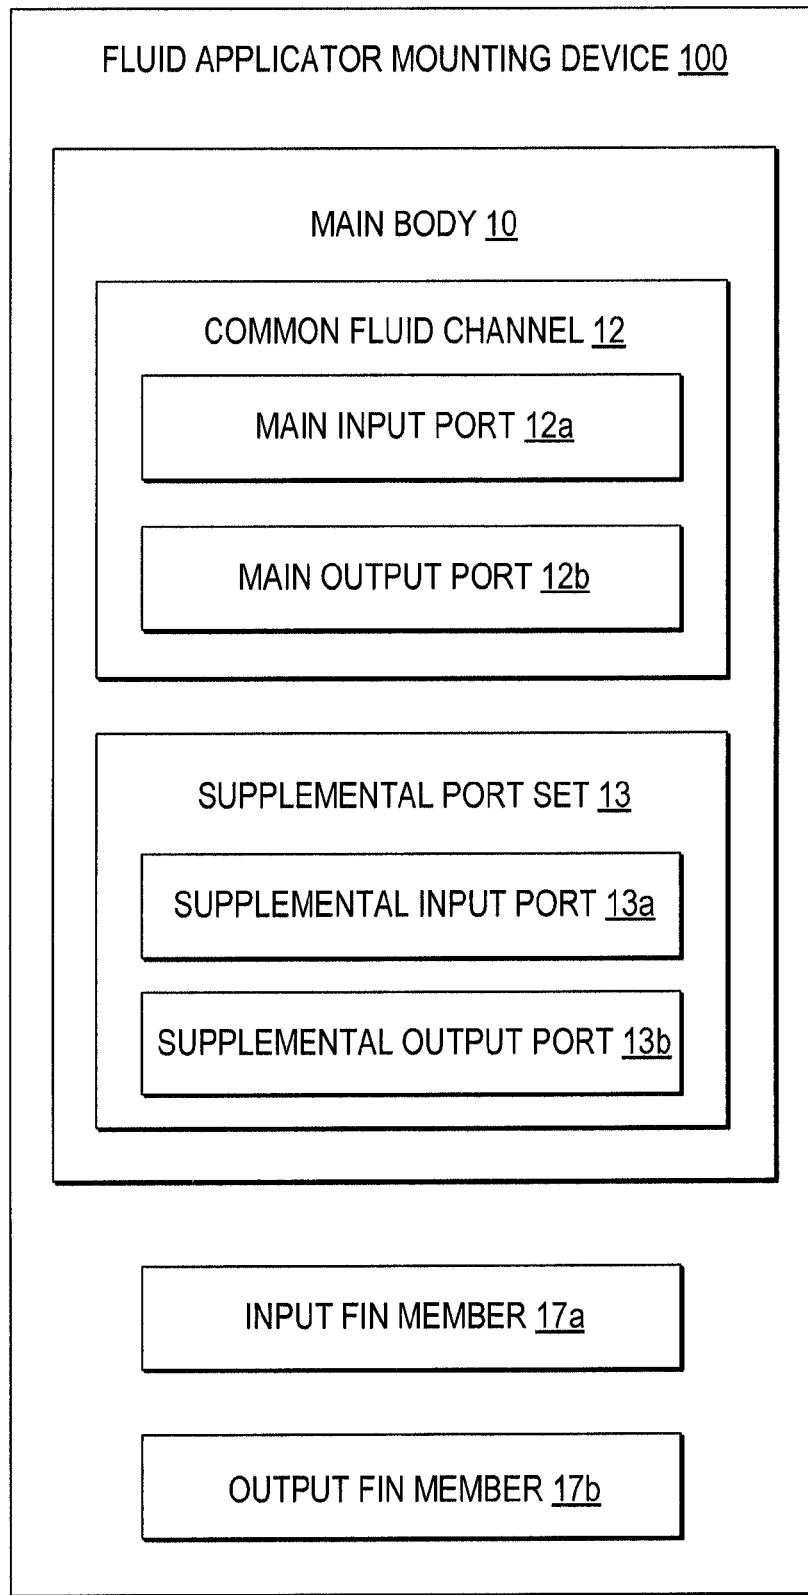 FLUID APPLICATOR MOUNTING DEVICE 100
MAIN BODY 10
COMMON FLUID CHANNEL 12
MAIN INPUT PORT 12a
MAIN OUTPUT PORT 12b
SUPPLEMENTAL PORT SET 13
SUPPLEMENTAL INPUT PORT 13a
SUPPLEMENTAL OUTPUT PORT 13b
INPUT FIN MEMBER 17a
OUTPUT FIN MEMBER 17b